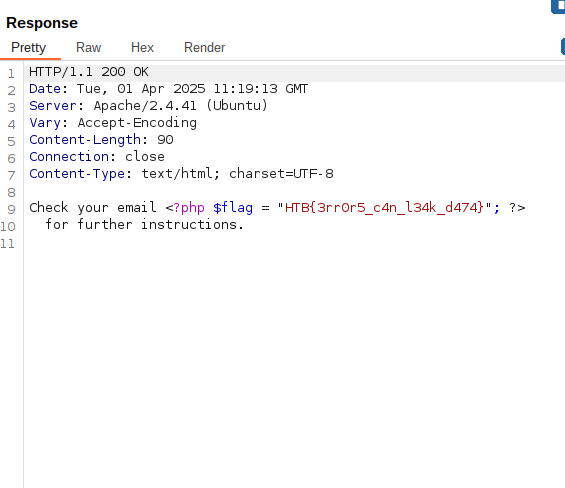 Response
Pretty Raw Hex Render
1 HTTP/1.1 200 OK
2 Date: Tue, 01 Apr 2025 11:19:13 GMT
3 Server: Apache/2.4.41 (Ubuntu)
4 Vary: Accept-Encoding
5 Content-Length: 90
6 Connection: close
7 Content-Type: text/html; charset=UTF-8
8
9 Check your email <?php $flag = "HTB{3rr0r5_c4n_l34k_d474}"; ?>
10 for further instructions.
11